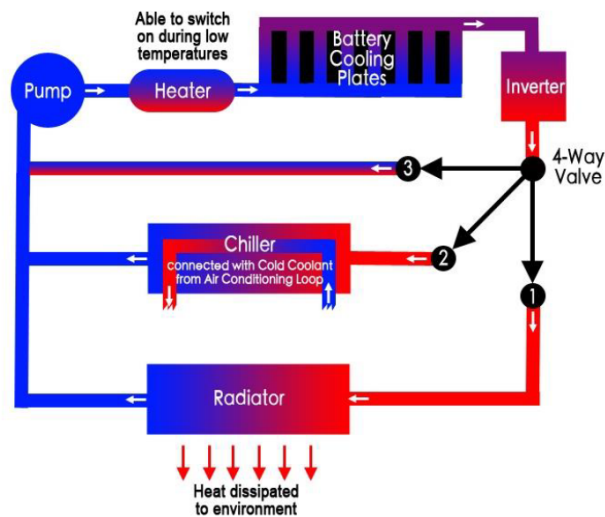 Able to switch
on during low
temperatures
Pump
Heater
Battery
Cooling
Plates
Inverter
4-Way
Valve
3
Chiller
connected with Cold Coolant
from Air Conditioning Loop
2
1
Radiator
Heat dissipated
to environment